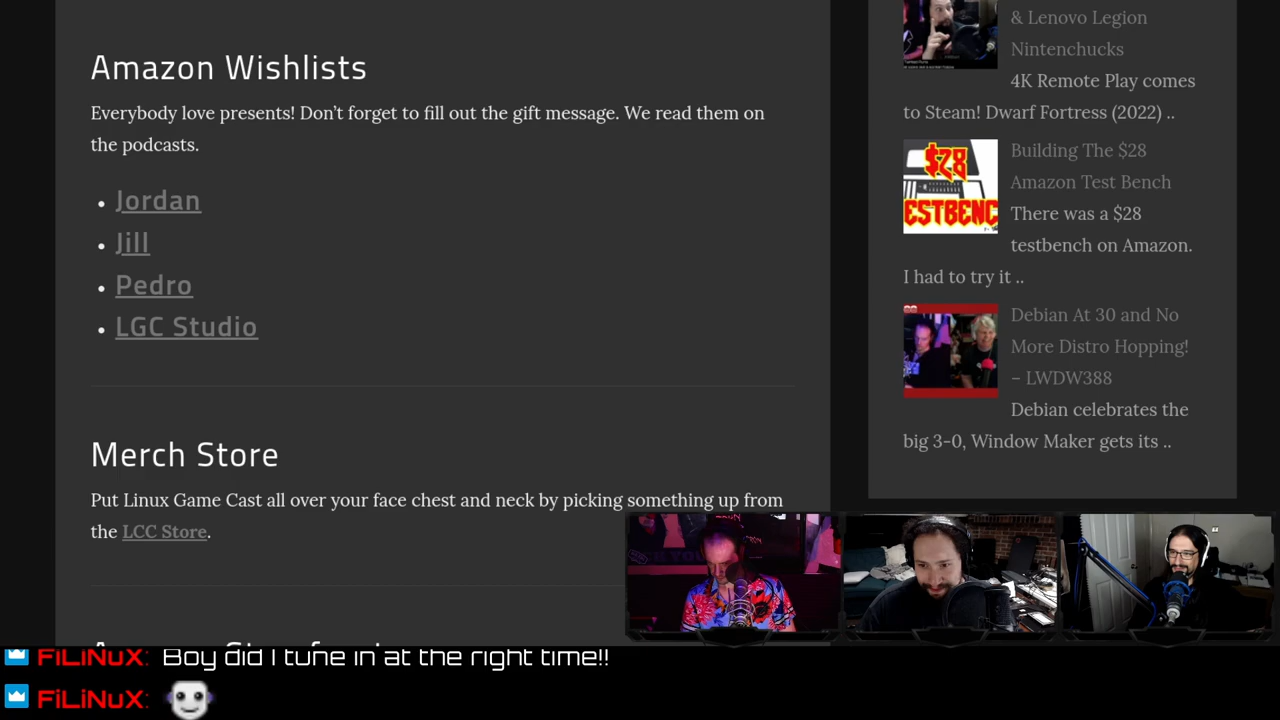 Amazon Wishlists
Everybody love presents! Don't forget to fill out the gift message. We read them on
the podcasts.
Jordan
Jill
Pedro
LGC Studio
Merch Store
Put Linux Game Cast all over your face chest and neck by picking something up from
the LCC Store.
& Lenovo Legion
Nintenchucks
4K Remote Play comes
to Steam! Dwarf Fortress (2022) ..
$28
ESTBENC
Building The $28
Amazon Test Bench
There was a $28
testbench on Amazon.
I had to try it ..
Debian At 30 and No
More Distro Hopping!
– LWDW388
Debian celebrates the
big 3-0, Window Maker gets its ..
FiLiNuX: Boy did I tune in at the right time!!
FiLiNuX: